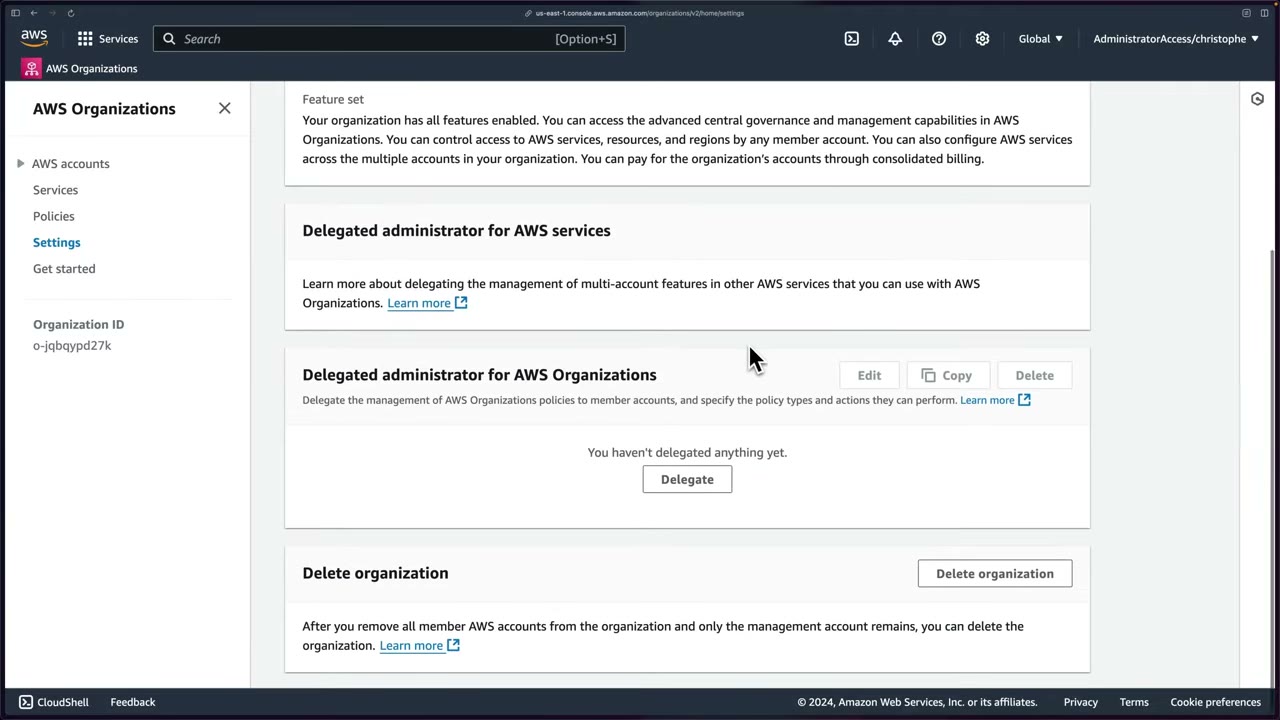 us-east-1.console.aws.amazon.com/organizations/v2/home/settings
aws
Services
Search
[Option+S]
Global
AdministratorAccess/christophe
AWS Organizations
AWS Organizations
AWS accounts
Services
Policies
Settings
Get started
Organization ID
o-jqbqypd27k
Feature set
Your organization has all features enabled. You can access the advanced central governance and management capabilities in AWS
Organizations. You can control access to AWS services, resources, and regions by any member account. You can also configure AWS services
across the multiple accounts in your organization. You can pay for the organization's accounts through consolidated billing.
Delegated administrator for AWS services
Learn more about delegating the management of multi-account features in other AWS services that you can use with AWS
Organizations. Learn more
Delegated administrator for AWS Organizations
Edit
Copy
Delete
Delegate the management of AWS Organizations policies to member accounts, and specify the policy types and actions they can perform. Learn more
You haven't delegated anything yet.
Delegate
Delete organization
Delete organization
After you remove all member AWS accounts from the organization and only the management account remains, you can delete the
organization. Learn more
CloudShell
Feedback
© 2024, Amazon Web Services, Inc. or its affiliates.
Privacy
Terms
Cookie preferences